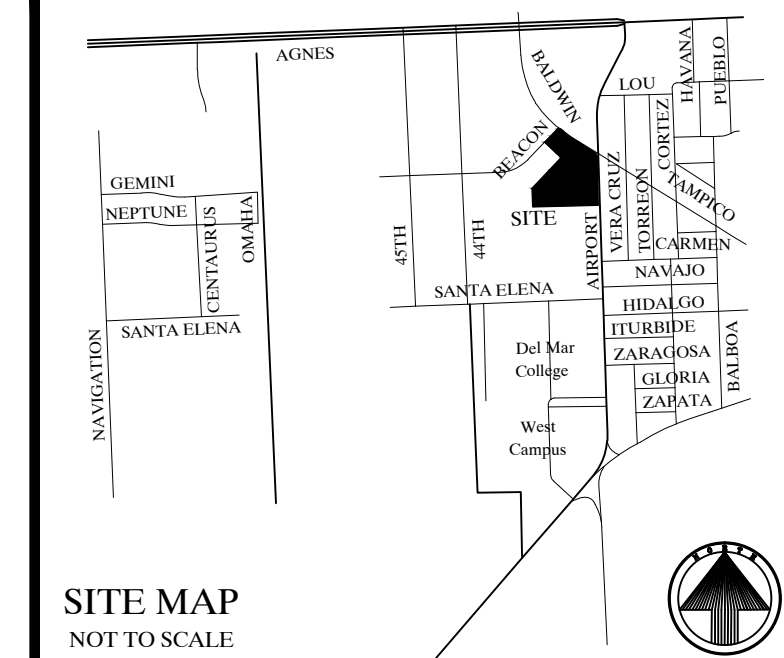 AGNES
BALDWIN
LOU
HAVANA
PUEBLO
BEACON
CORTEZ
VERA CRUZ
TORREON
TAMPICO
GEMINI
NEPTUNE
CENTAURUS
OMAHA
45TH
44TH
SITE
AIRPORT
CARMEN
NAVAJO
SANTA ELENA
HIDALGO
SANTA ELENA
ITURBIDE
NAVIGATION
Del Mar
College
ZARAGOSA
BALBOA
GLORIA
ZAPATA
West
Campus
SITE MAP
NOT TO SCALE
NORTH